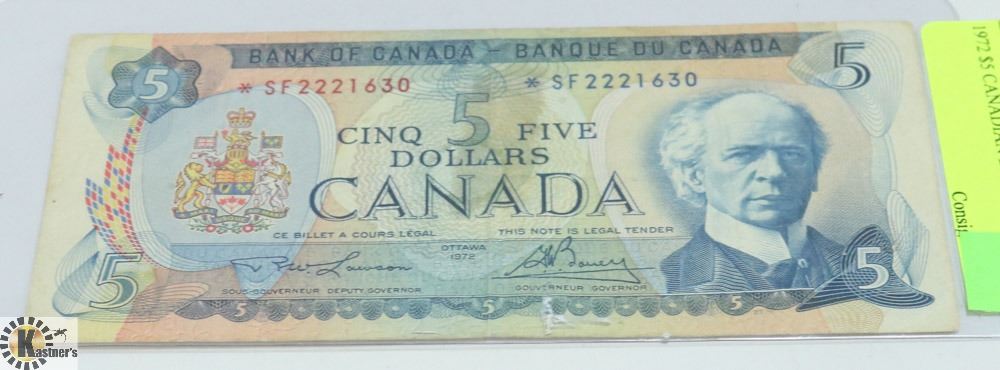 BANK OF CANADA - BANQUE DU CANADA
5 5
* SF2221630 * SF2221630
CINQ 5 FIVE
DOLLARS
CANADA
CE BILLET A COURS LÉGAL THIS NOTE IS LEGAL TENDER
OTTAWA
1972
5 5
SOUS-GOUVERNEUR DEPUTY GOVERNOR GOUVERNEUR GOVERNOR
5 5 5
1972 $5 CANADIAN
Kastner's